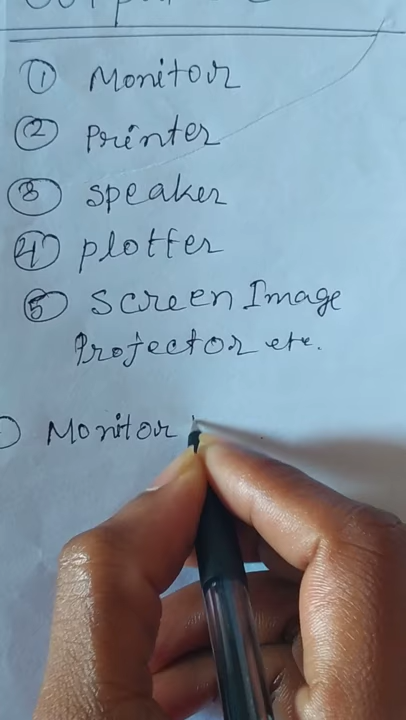 ① Monitor
② Printer
③ speaker
④ plotter
⑤ Screen Image
Projector etc.
Monitor